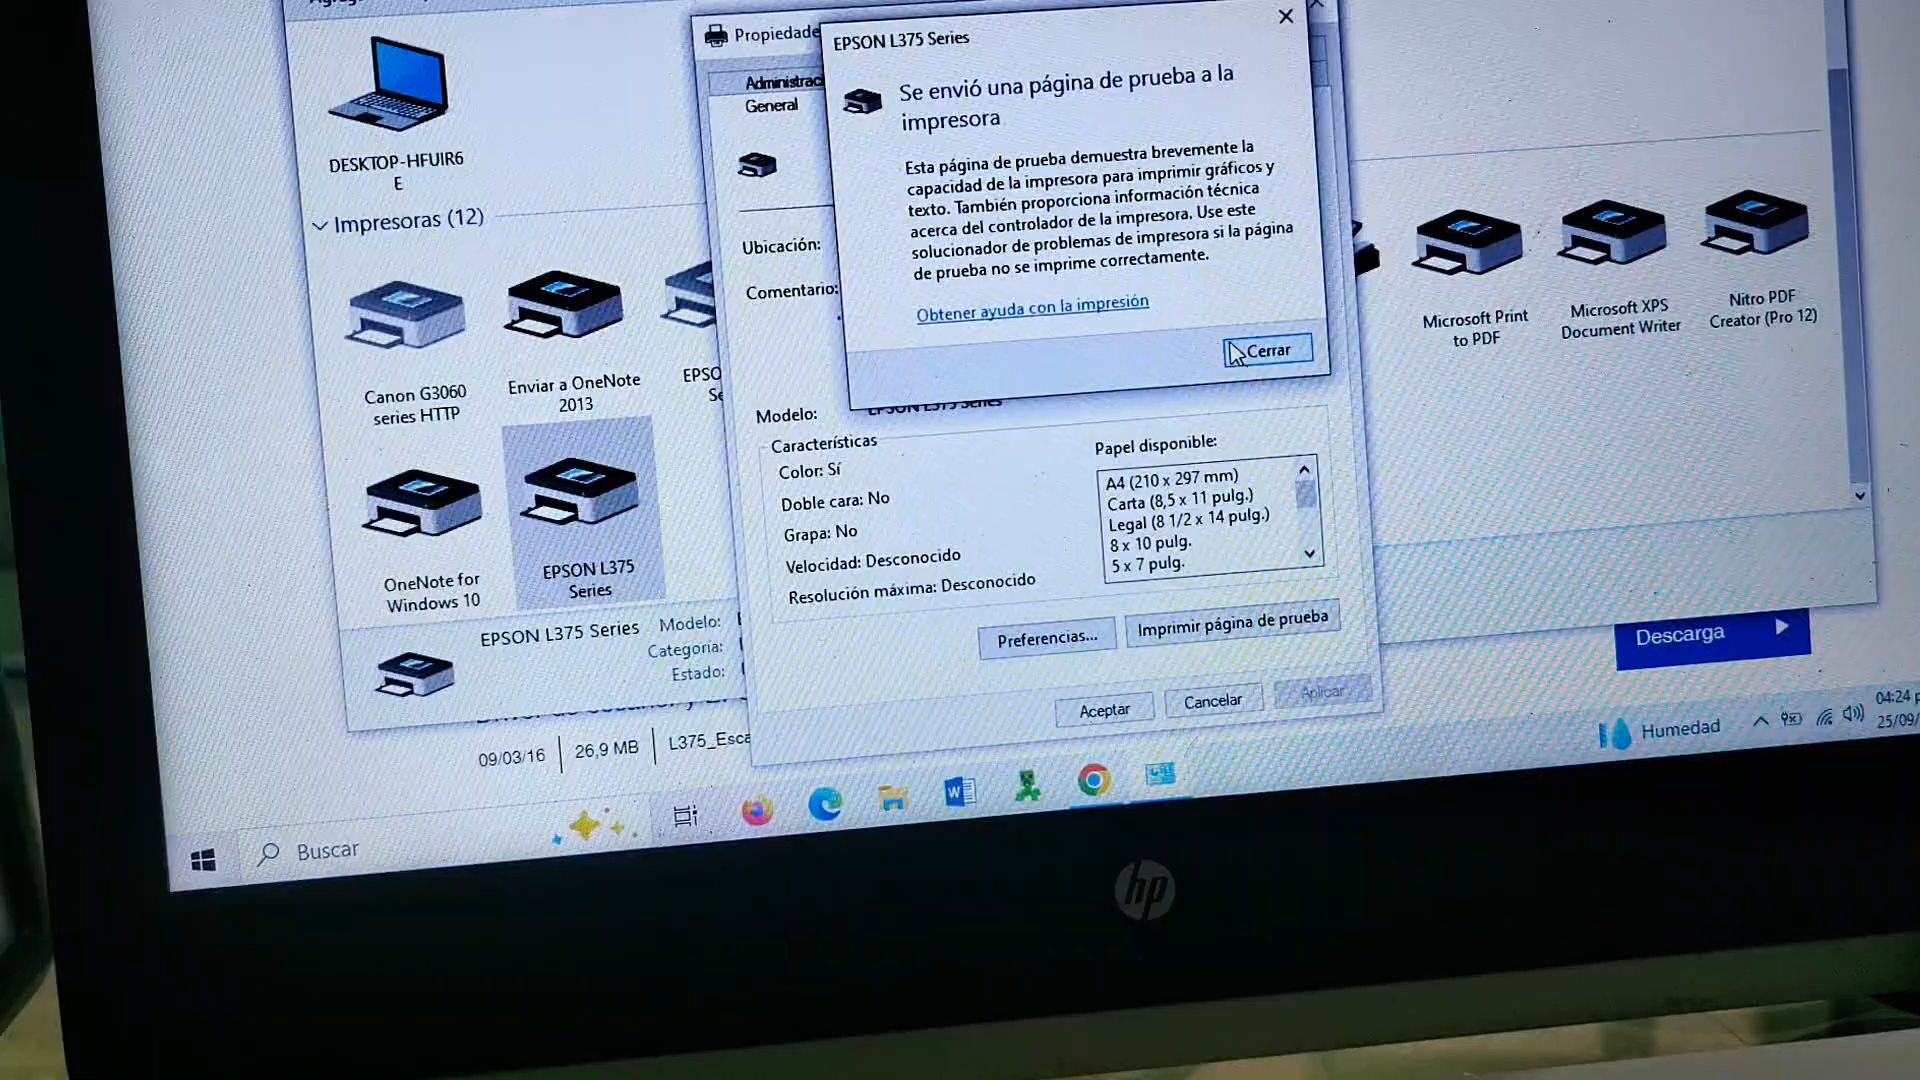 DESKTOP-HFUIR6
E
Impresoras (12)
Canon G3060
series HTTP
Enviar a OneNote
2013
EPSO
Se
OneNote for
Windows 10
EPSON L375
Series
EPSON L375 Series
Modelo:
Categoría:
Estado:
Propiedade
Administraci
General
Ubicación:
Comentario:
Modelo:
EPSON L375 Series
Características
Color: Sí
Doble cara: No
Grapa: No
Velocidad: Desconocido
Resolución máxima: Desconocido
Papel disponible:
A4 (210 x 297 mm)
Carta (8,5 x 11 pulg.)
Legal (8 1/2 x 14 pulg.)
8 x 10 pulg.
5 x 7 pulg.
Preferencias...
Imprimir página de prueba
Aceptar
Cancelar
Aplicar
EPSON L375 Series
Se envió una página de prueba a la
impresora
Esta página de prueba demuestra brevemente la
capacidad de la impresora para imprimir gráficos y
texto. También proporciona información técnica
acerca del controlador de la impresora. Use este
solucionador de problemas de impresora si la página
de prueba no se imprime correctamente.
Obtener ayuda con la impresión
Cerrar
Microsoft Print
to PDF
Microsoft XPS
Document Writer
Nitro PDF
Creator (Pro 12)
Descarga
09/03/16
26,9 MB
L375_Esca
Buscar
Humedad
04:24 p
25/09/
hp